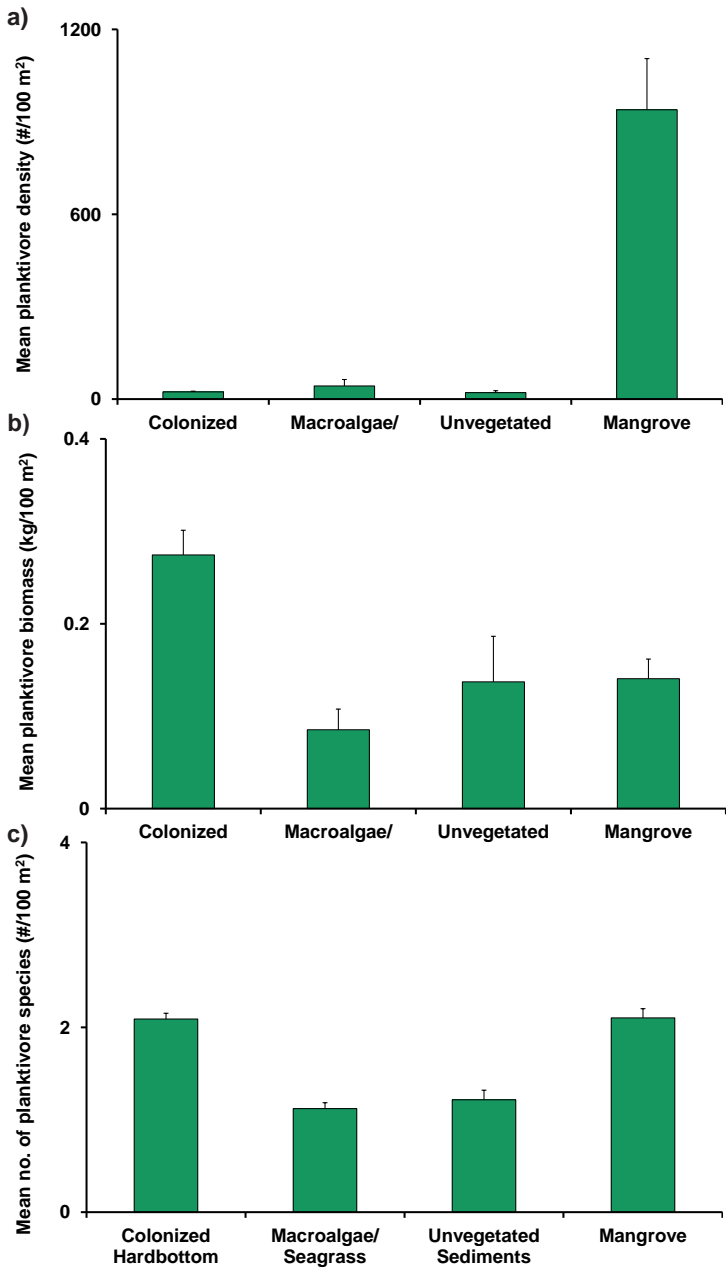 a)
Mean planktivore density (#/100 m²)
1200
600
0
Colonized Macroalgae/ Unvegetated Mangrove
b)
Mean planktivore biomass (kg/100 m²)
0.4
0.2
0
Colonized Macroalgae/ Unvegetated Mangrove
c)
Mean no. of planktivore species (#/100 m²)
4
2
0
Colonized Macroalgae/ Unvegetated Mangrove
Hardbottom Seagrass Sediments